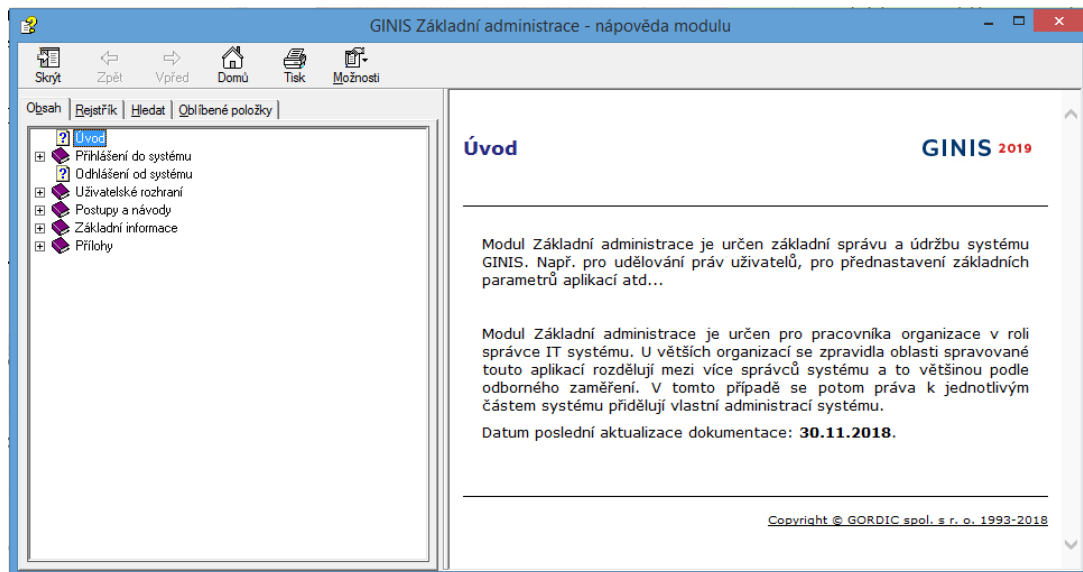 GINIS Základní administrace - nápověda modulu
Skrýt Zpět Vpřed Domů Tisk Možnosti
Obsah Rejstřík Hledat Oblíbené položky
Úvod
Přihlášení do systému
Odhlášení od systému
Uživatelské rozhraní
Postupy a návody
Základní informace
Přílohy
Úvod
GINIS 2019
Modul Základní administrace je určen základní správu a údržbu systému
GINIS. Např. pro udělování práv uživatelů, pro přednastavení základních
parametrů aplikací atd...
Modul Základní administrace je určen pro pracovníka organizace v roli
správce IT systému. U větších organizací se zpravidla oblasti spravované
touto aplikací rozdělují mezi více správců systému a to většinou podle
odborného zaměření. V tomto případě se potom práva k jednotlivým
částem systému přidělují vlastní administrací systému.
Datum poslední aktualizace dokumentace: 30.11.2018.
Copyright © GORDIC spol. s r. o. 1993-2018